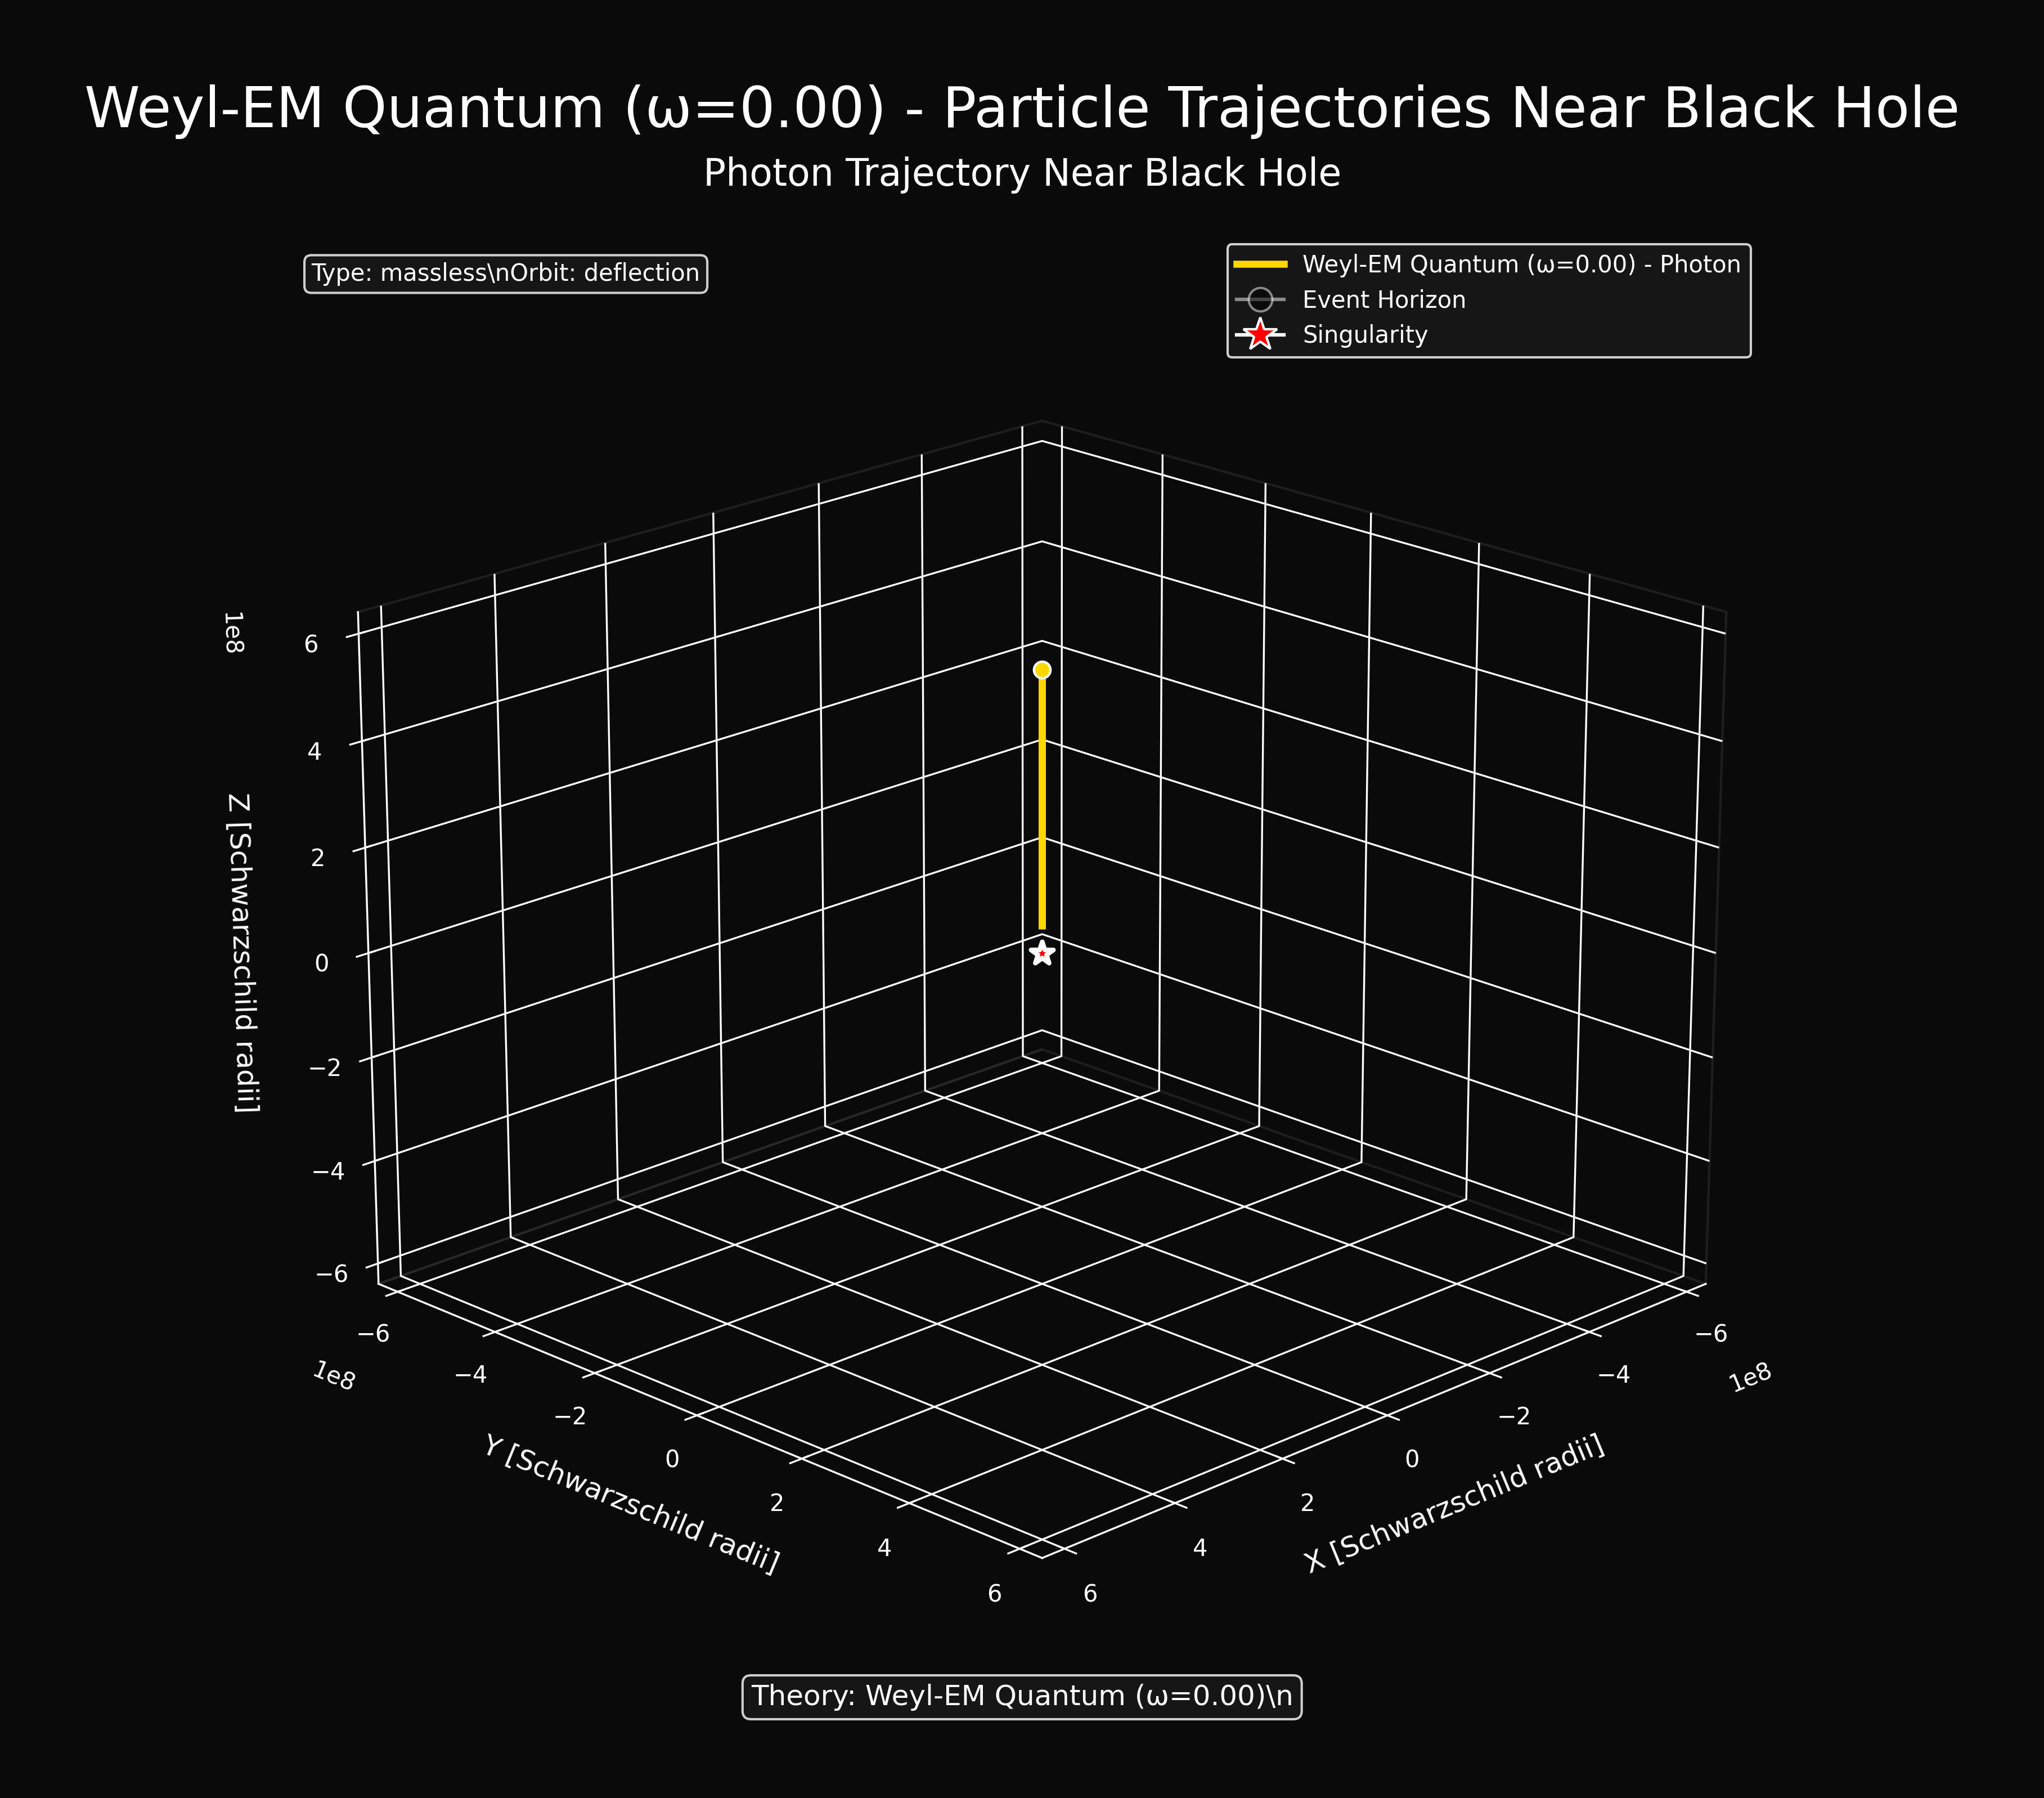 Weyl-EM Quantum (ω=0.00) - Particle Trajectories Near Black Hole
Photon Trajectory Near Black Hole
Type: massless\nOrbit: deflection
Weyl-EM Quantum (ω=0.00) - Photon
Event Horizon
Singularity
1e8
6
4
2
0
−2
−4
−6
Z [Schwarzschild radii]
−6
−4
−2
0
2
4
6
1e8
Y [Schwarzschild radii]
−6
−4
−2
0
2
4
6
1e8
X [Schwarzschild radii]
Theory: Weyl-EM Quantum (ω=0.00)\n